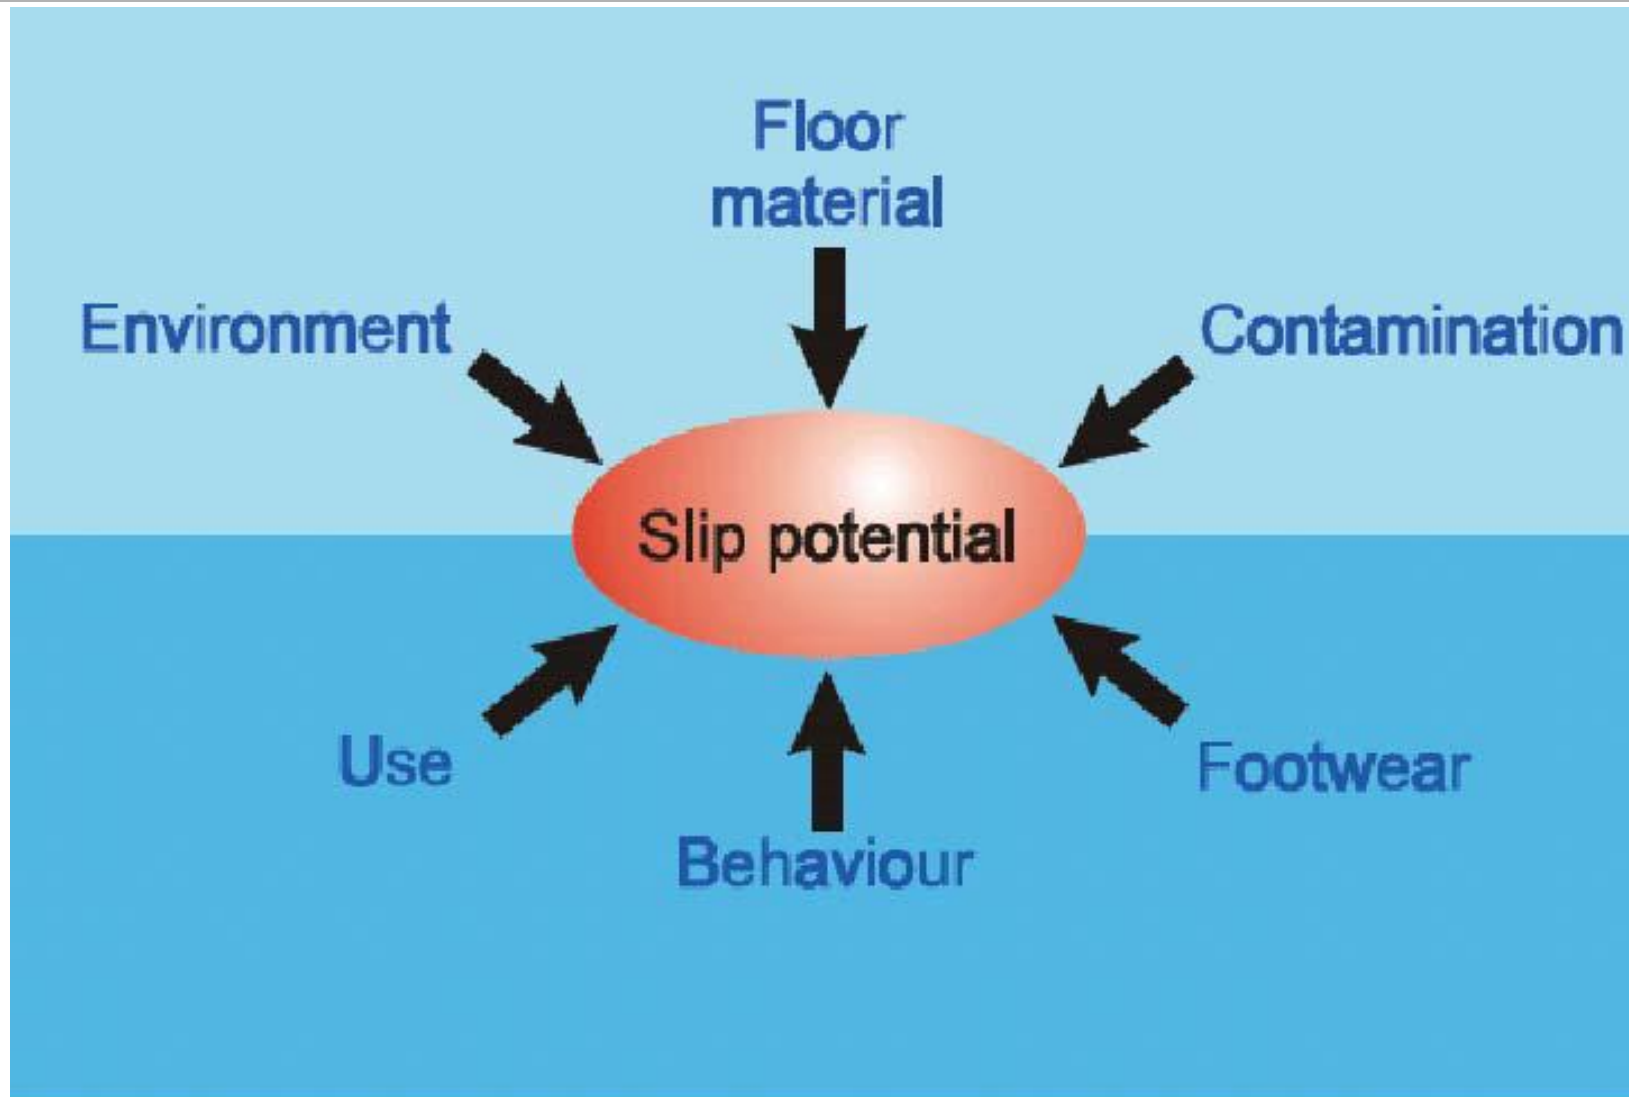 Floor
material
Environment
Contamination
Slip potential
Use
Footwear
Behaviour